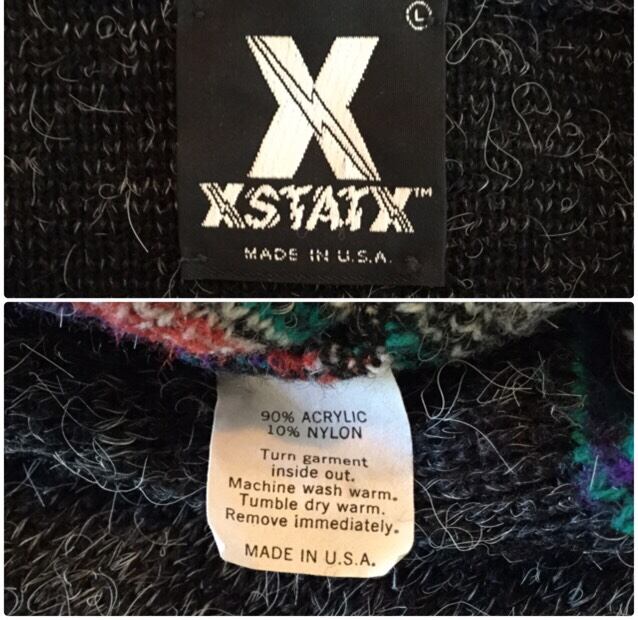 L
X
XSTATX™
MADE IN U.S.A.
90% ACRYLIC
10% NYLON
Turn garment
inside out.
Machine wash warm.
Tumble dry warm.
Remove immediately.
MADE IN U.S.A.